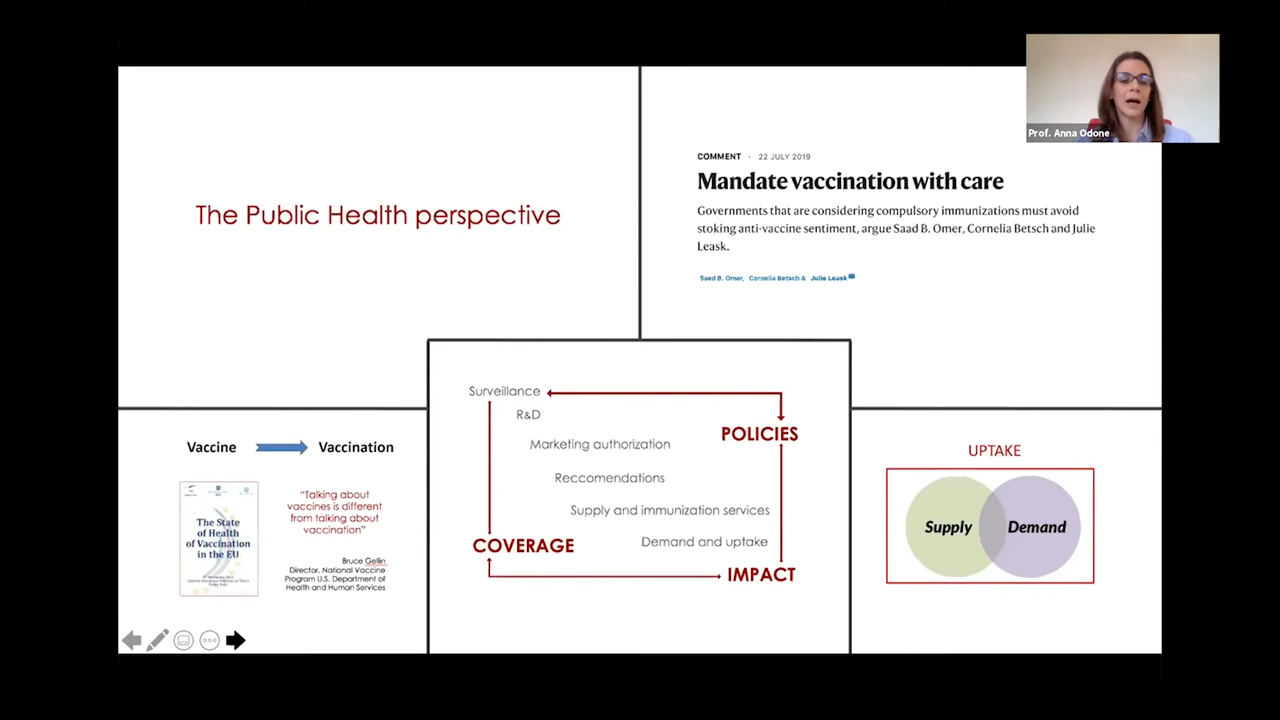 Prof. Anna Odone
The Public Health perspective
COMMENT · 22 JULY 2019
Mandate vaccination with care
Governments that are considering compulsory immunizations must avoid
stoking anti-vaccine sentiment, argue Saad B. Omer, Cornelia Betsch and Julie
Leask.
Saad B. Omer, Cornelia Betsch & Julie Leask
Vaccine Vaccination
The State
of Health
of Vaccination
in the EU
"Talking about
vaccines is different
from talking about
vaccination"
Bruce Gellin
Director, National Vaccine
Program U.S. Department of
Health and Human Services
Surveillance
R&D
Marketing authorization
POLICIES
Reccomendations
Supply and immunization services
Demand and uptake
COVERAGE
IMPACT
UPTAKE
Supply Demand